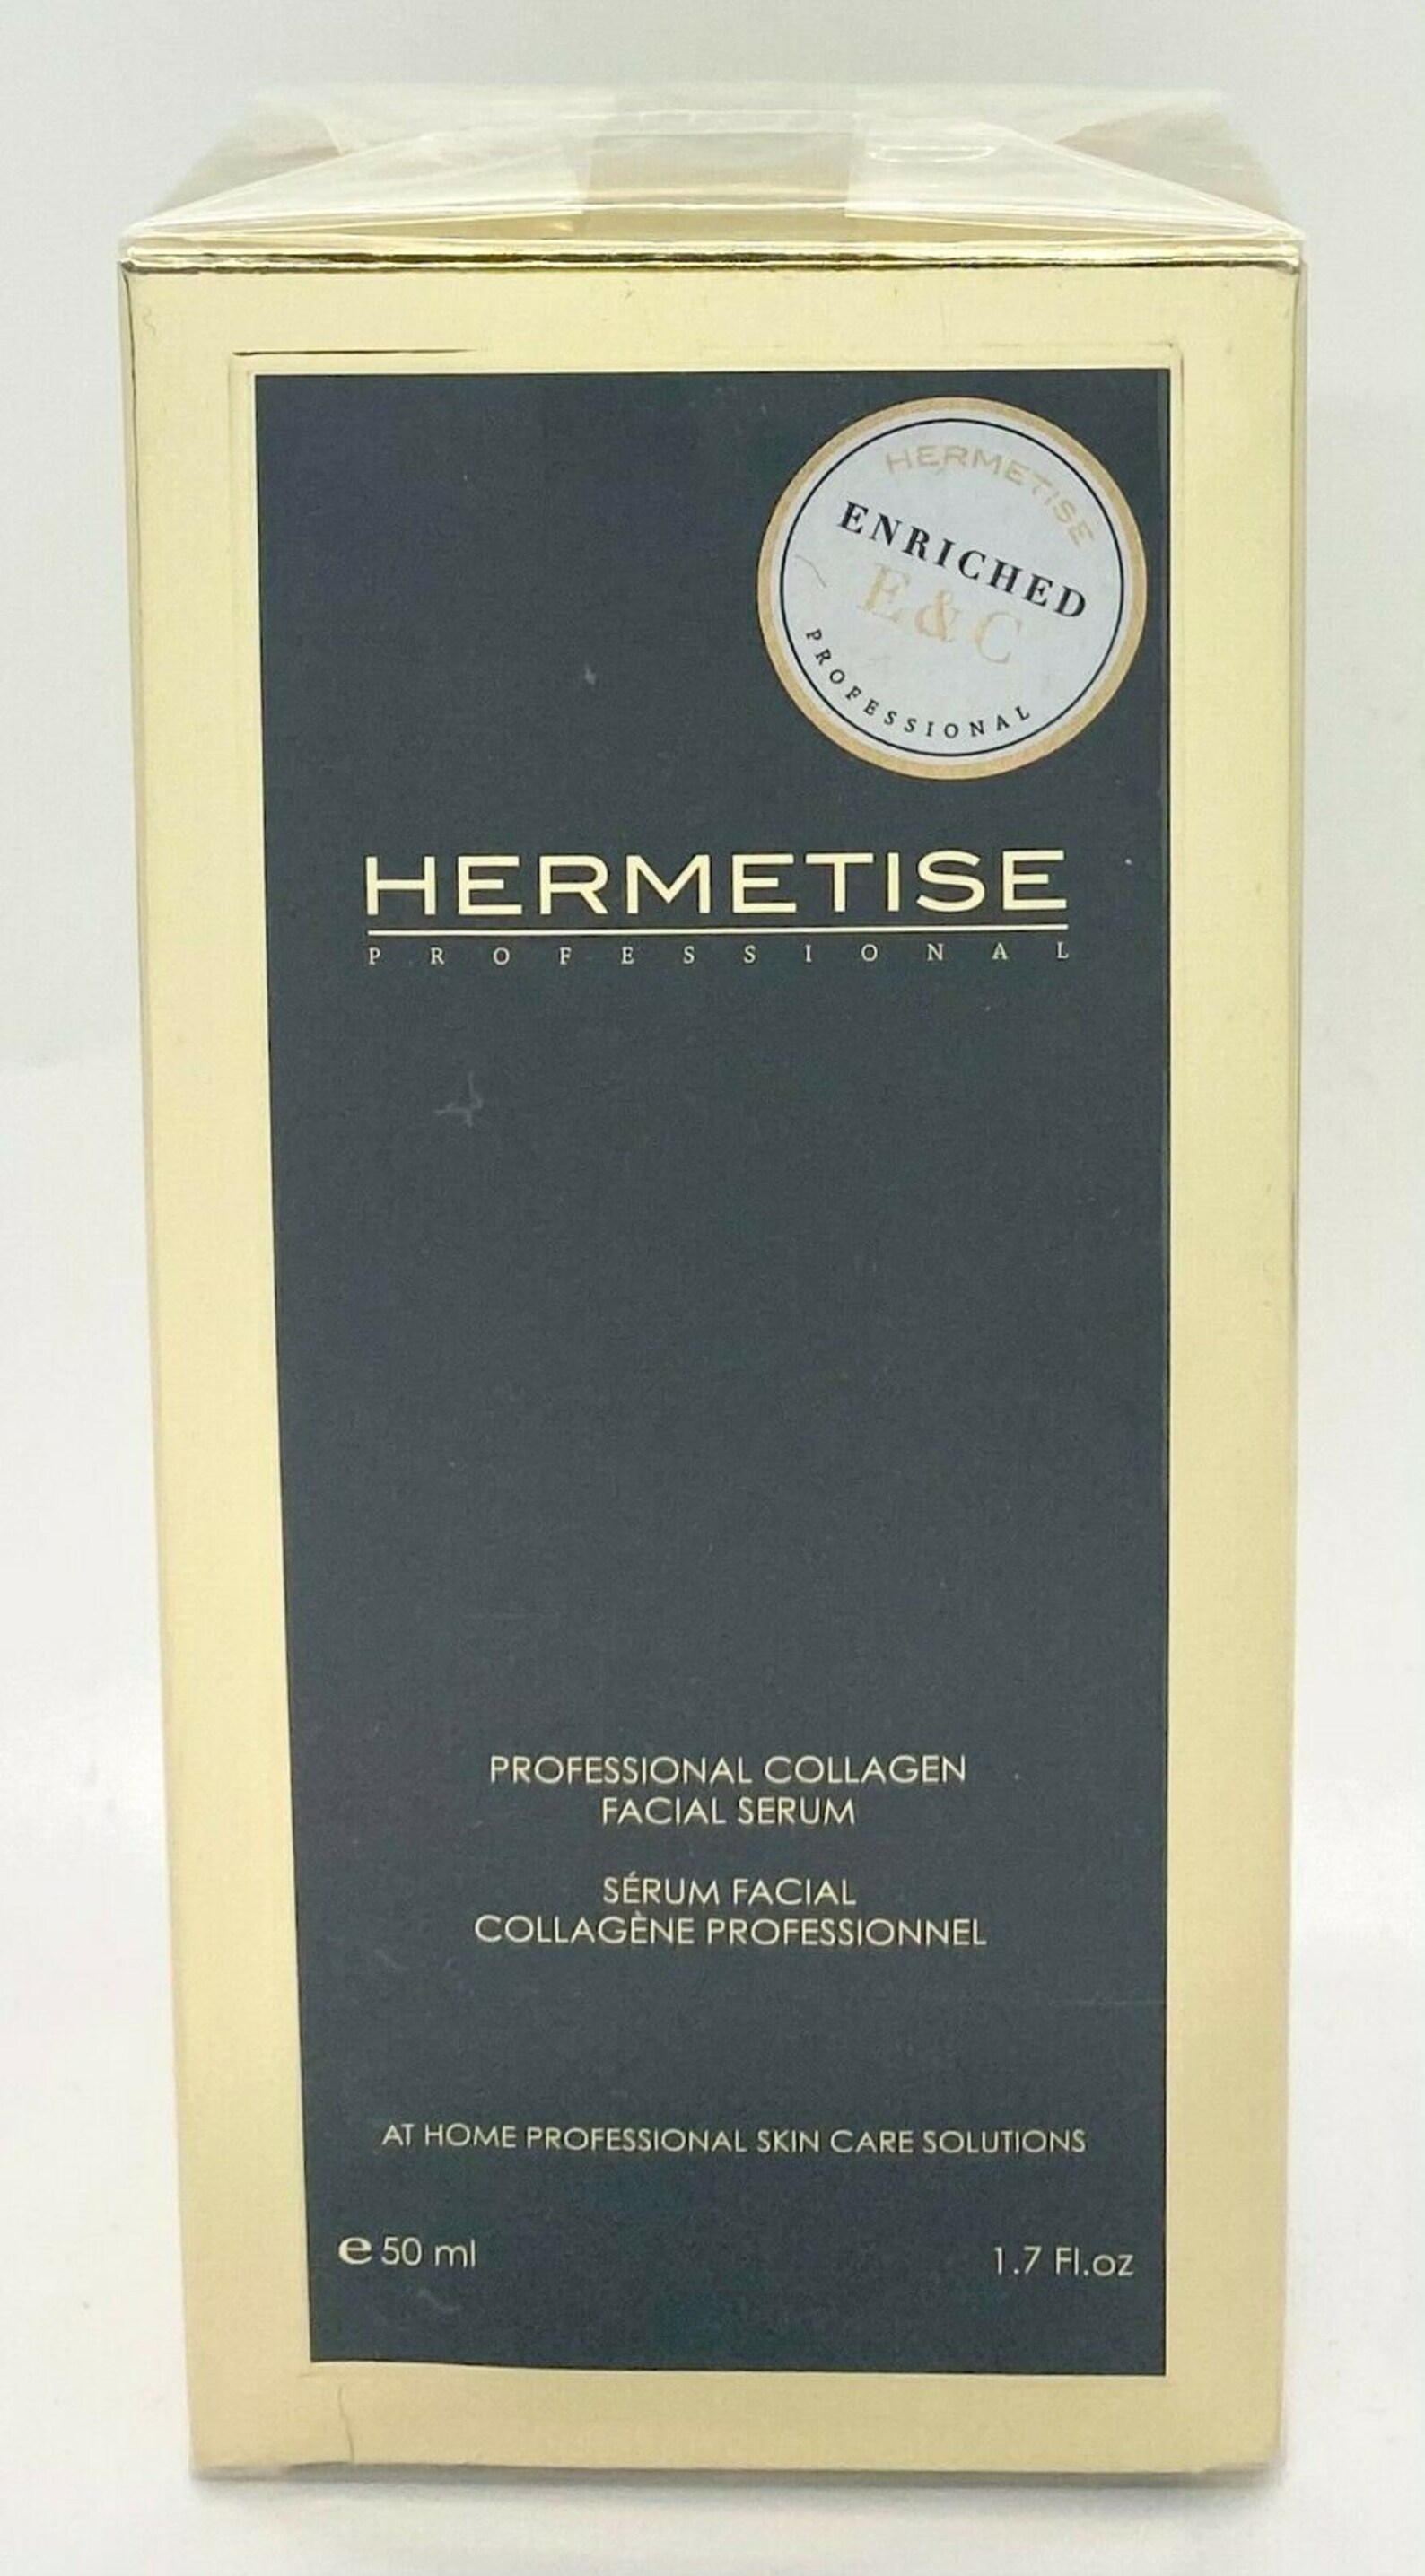 HERMETISE
ENRICHED
E&C
PROFESSIONAL
HERMETISE
PROFESSIONAL
PROFESSIONAL COLLAGEN
FACIAL SERUM
SÉRUM FACIAL
COLLAGÈNE PROFESSIONNEL
AT HOME PROFESSIONAL SKIN CARE SOLUTIONS
e 50 ml
1.7 Fl.oz